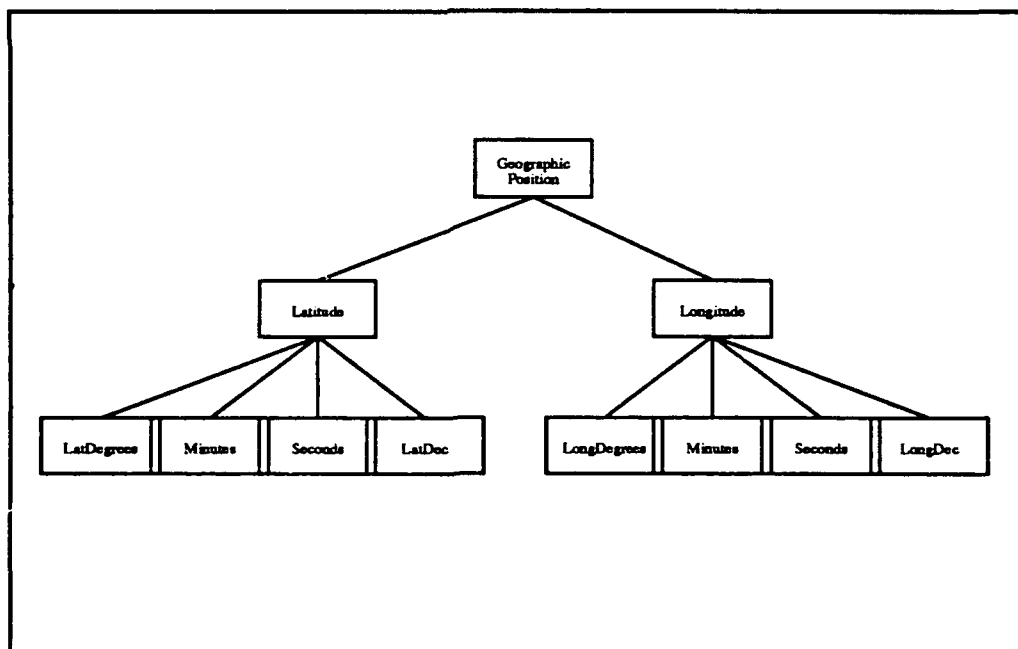 Geographic
Position
Latitude
Longitude
LatDegrees
Minutes
Seconds
LatDec
LongDegrees
Minutes
Seconds
LongDec